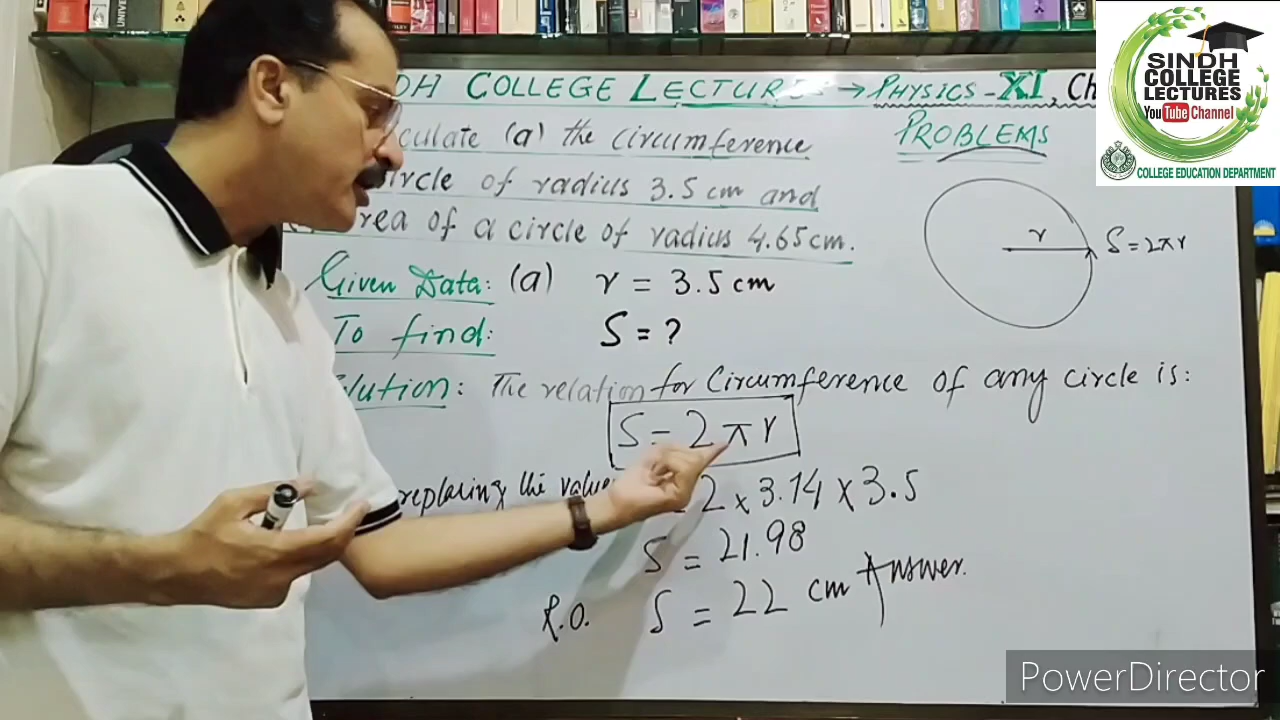 DH COLLEGE LECTURES → PHYSICS - XI, Ch
PROBLEMS
culate (a) the circumference
ircle of radius 3.5 cm and
rea of a circle of radius 4.65 cm.
r S = 2πr
Given Data: (a) r = 3.5 cm
To find: S = ?
lution: The relation for Circumference of any circle is:
S = 2πr
replacing the value
2 x 3.14 x 3.5
S = 21.98
R.O. S = 22 cm Answer.
SINDH
COLLEGE
LECTURES
YouTube Channel
COLLEGE EDUCATION DEPARTMENT
PowerDirector